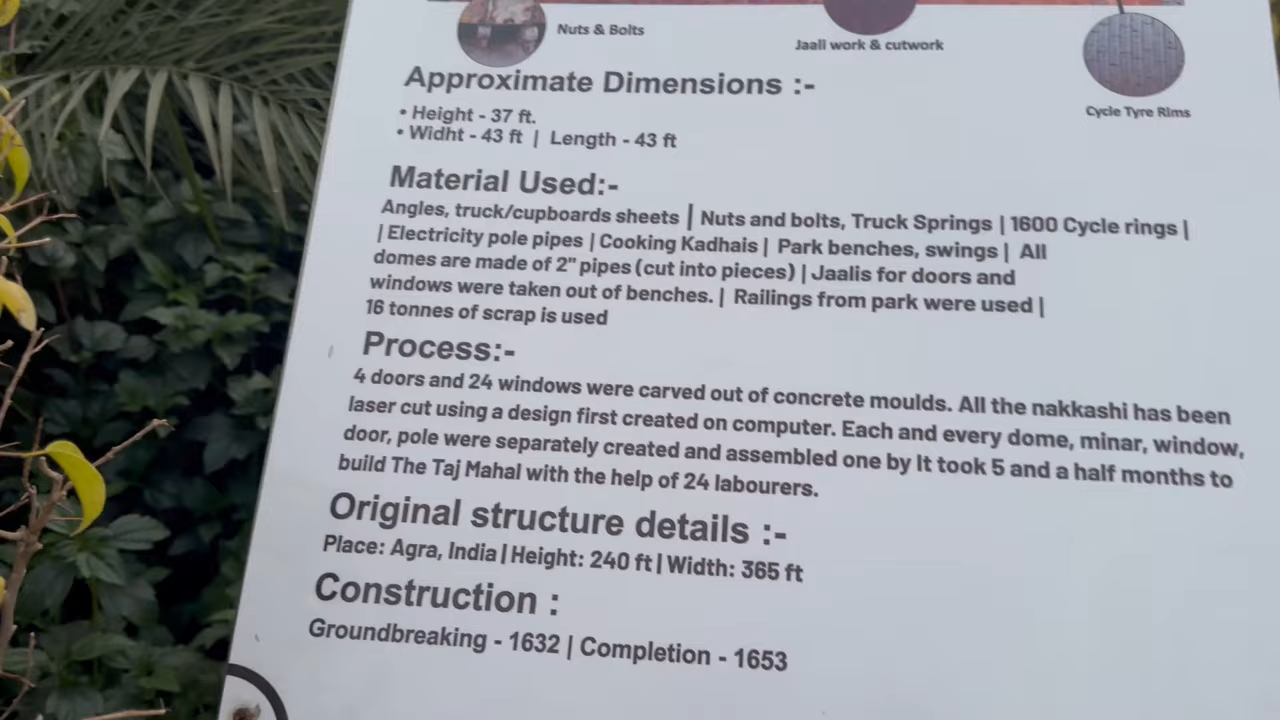 Nuts & Bolts
Jaali work & cutwork
Cycle Tyre Rims
Approximate Dimensions :-
• Height - 37 ft.
• Widht - 43 ft | Length - 43 ft
Material Used:-
Angles, truck/cupboards sheets | Nuts and bolts, Truck Springs | 1600 Cycle rings |
| Electricity pole pipes | Cooking Kadhais | Park benches, swings | All
domes are made of 2" pipes (cut into pieces) | Jaalis for doors and
windows were taken out of benches. | Railings from park were used |
16 tonnes of scrap is used
Process:-
4 doors and 24 windows were carved out of concrete moulds. All the nakkashi has been
laser cut using a design first created on computer. Each and every dome, minar, window,
door, pole were separately created and assembled one by It took 5 and a half months to
build The Taj Mahal with the help of 24 labourers.
Original structure details :-
Place: Agra, India | Height: 240 ft | Width: 365 ft
Construction :
Groundbreaking - 1632 | Completion - 1653